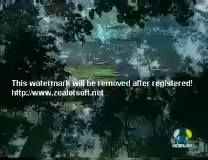 This watermark will be removed after registered!
http://www.zealotsoft.net